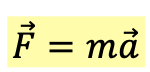 F⃗ = ma⃗